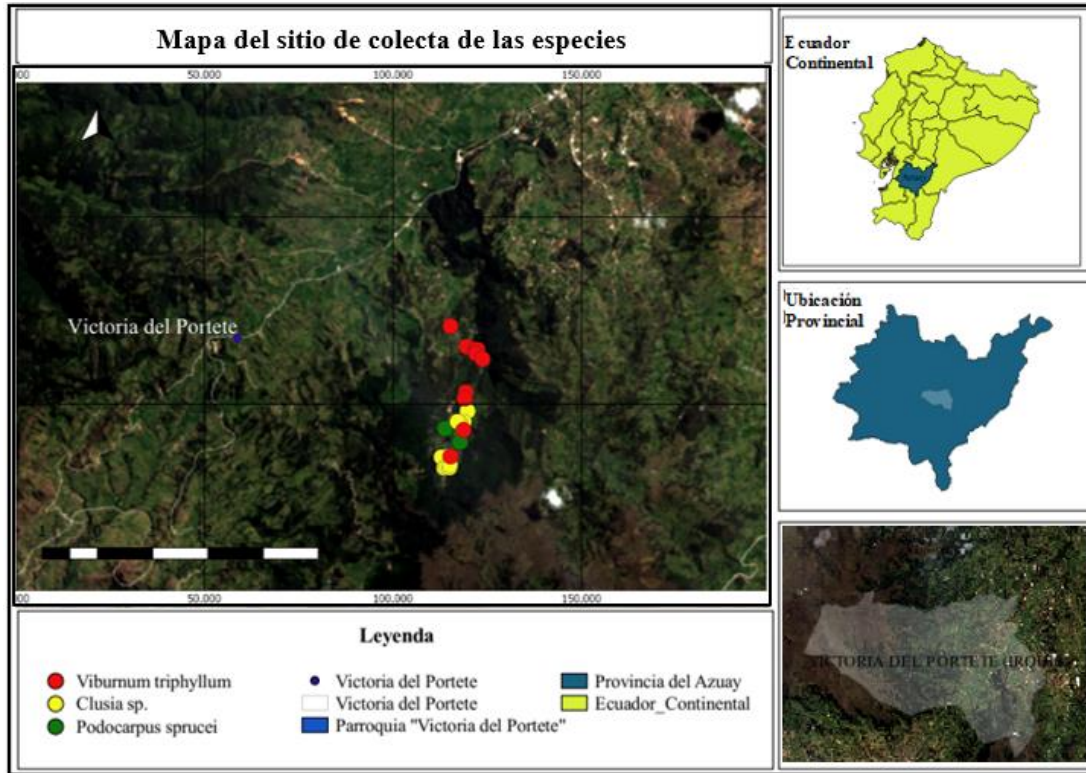 Mapa del sitio de colecta de las especies
Ecuador
Continental
50.000
100.000
150.000
Victoria del Portete
50.000
100.000
150.000
Ubicación
Provincial
Leyenda
Viburnum triphyllum
Clusia sp.
Podocarpus sprucei
Victoria del Portete
Victoria del Portete
Parroquia "Victoria del Portete"
Provincia del Azuay
Ecuador_Continental
VICTORIA DEL PORTETE